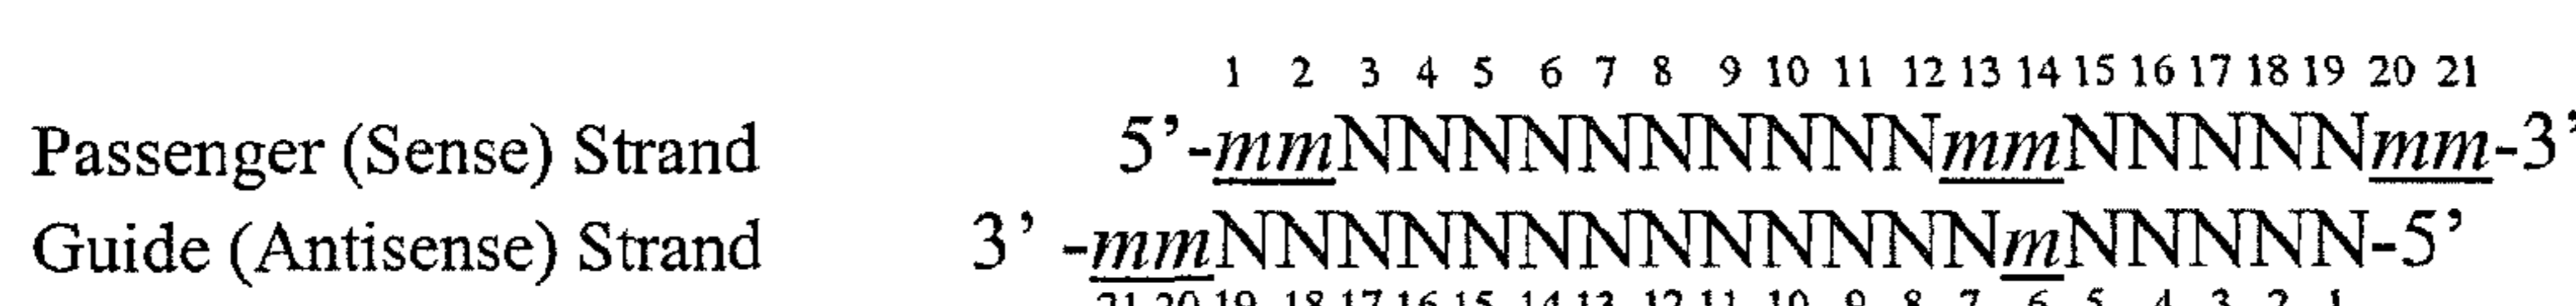 1 2 3 4 5 6 7 8 9 10 11 12 13 14 15 16 17 18 19 20 21
Passenger (Sense) Strand 5’-mmNNNNNNNNNNmmNNNNNmm-3’
Guide (Antisense) Strand 3’ -mmNNNNNNNNNNNNNmNNNNN-5’
21 20 19 18 17 16 15 14 13 12 11 10 9 8 7 6 5 4 3 2 1